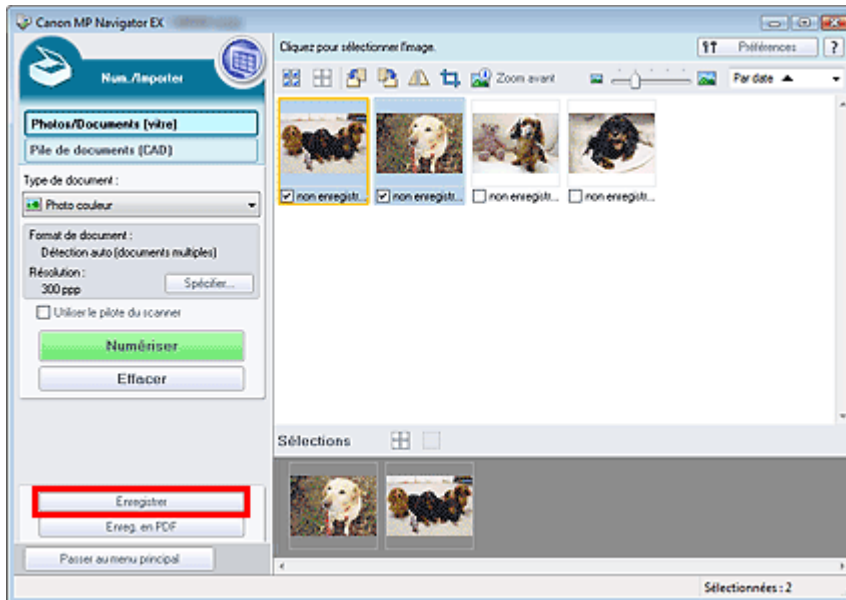 Canon MP Navigator EX
Num./Importer
Photos/Documents (vitre)
Pile de documents (CAD)
Type de document :
Photo couleur
Format de document :
Détection auto (documents multiples)
Résolution :
300 ppp
Spécifier...
Utiliser le pilote du scanner
Numériser
Effacer
Enregistrer
Enreg. en PDF
Passer au menu principal
Cliquez pour sélectionner l'image.
Préférences
?
Zoom avant
Par date
non enregistr...
non enregistr...
non enregistr...
non enregistr...
Sélections
Sélectionnées : 2